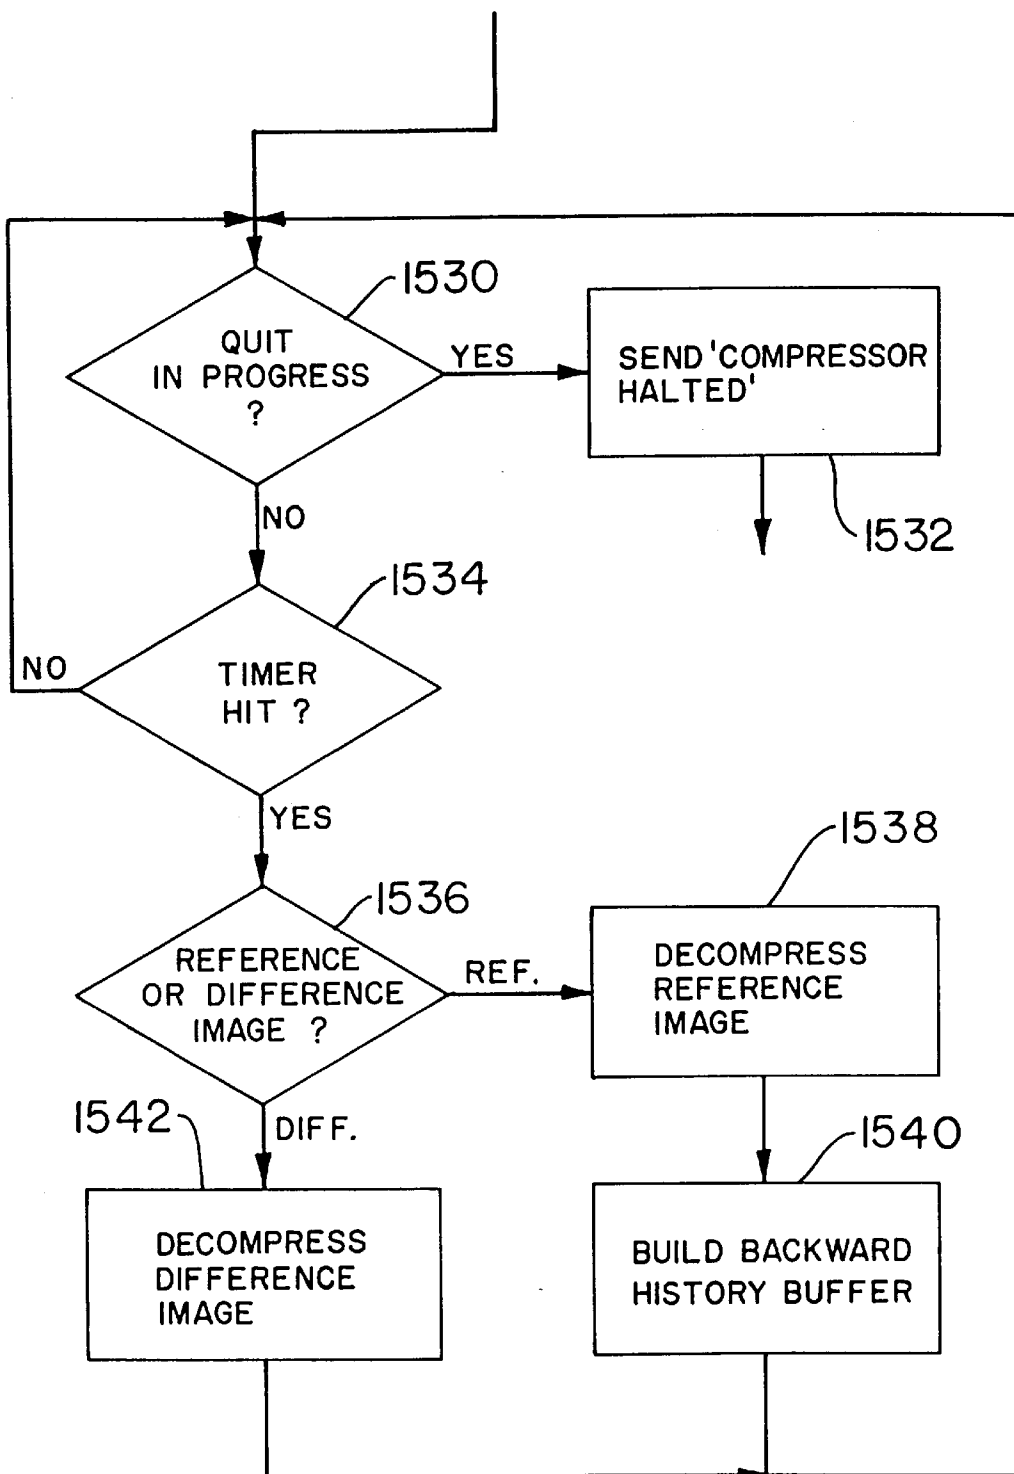 1530
QUIT
IN PROGRESS
?
YES
SEND 'COMPRESSOR
HALTED'
NO
1532
1534
NO
TIMER
HIT ?
YES
1538
1536
REFERENCE
OR DIFFERENCE
IMAGE ?
REF.
DECOMPRESS
REFERENCE
IMAGE
1542
DIFF.
1540
DECOMPRESS
DIFFERENCE
IMAGE
BUILD BACKWARD
HISTORY BUFFER